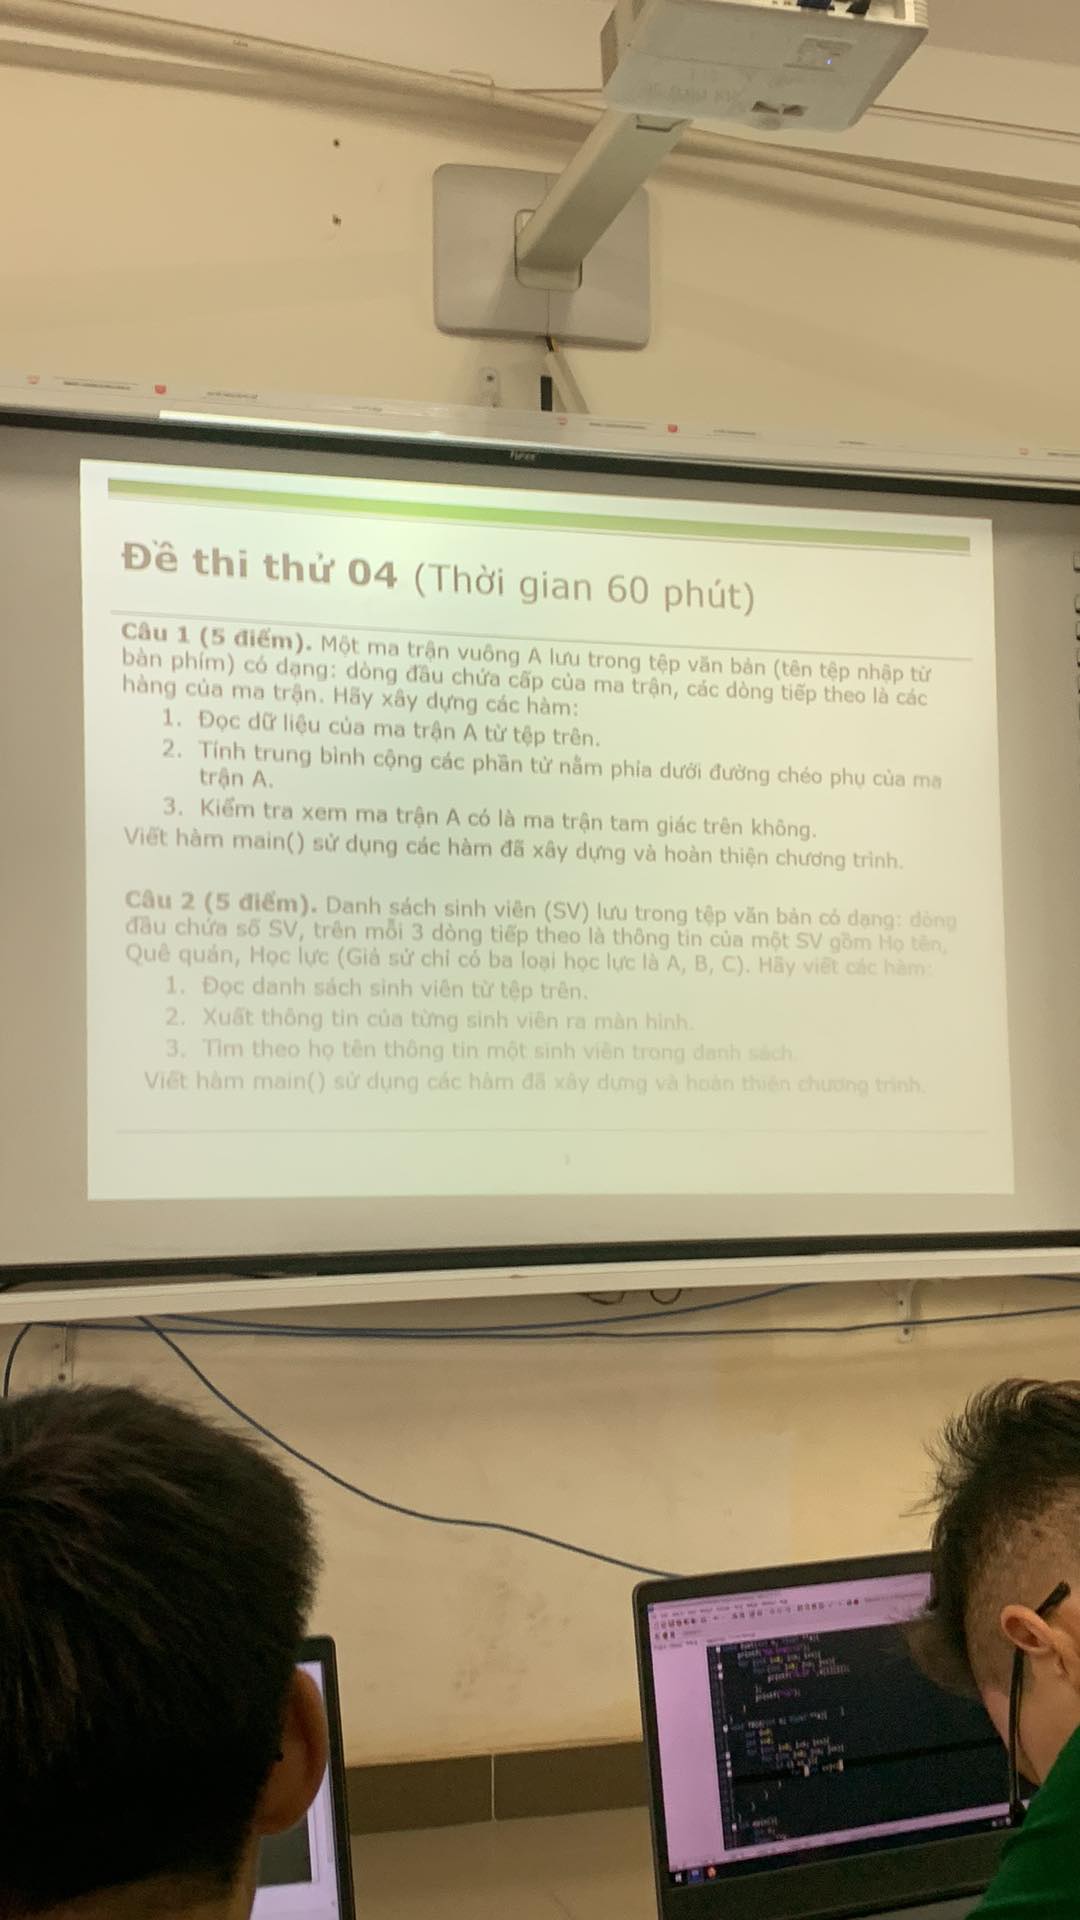 Đề thi thử 04 (Thời gian 60 phút)
Câu 1 (5 điểm). Một ma trận vuông A lưu trong tệp văn bản (tên tệp nhập từ
bàn phím) có dạng: dòng đầu chứa cấp của ma trận, các dòng tiếp theo là các
hàng của ma trận. Hãy xây dựng các hàm:
1. Đọc dữ liệu của ma trận A từ tệp trên.
2. Tính trung bình cộng các phần tử nằm phía dưới đường chéo phụ của ma
trận A.
3. Kiểm tra xem ma trận A có là ma trận tam giác trên không.
Viết hàm main() sử dụng các hàm đã xây dựng và hoàn thiện chương trình.
Câu 2 (5 điểm). Danh sách sinh viên (SV) lưu trong tệp văn bản có dạng: dòng
đầu chứa số SV, trên mỗi 3 dòng tiếp theo là thông tin của một SV gồm Họ tên,
Quê quán, Học lực (Giả sử chỉ có ba loại học lực là A, B, C). Hãy viết các hàm:
1. Đọc danh sách sinh viên từ tệp trên.
2. Xuất thông tin của từng sinh viên ra màn hình.
3. Tìm theo họ tên thông tin một sinh viên trong danh sách.
Viết hàm main() sử dụng các hàm đã xây dựng và hoàn thiện chương trình.